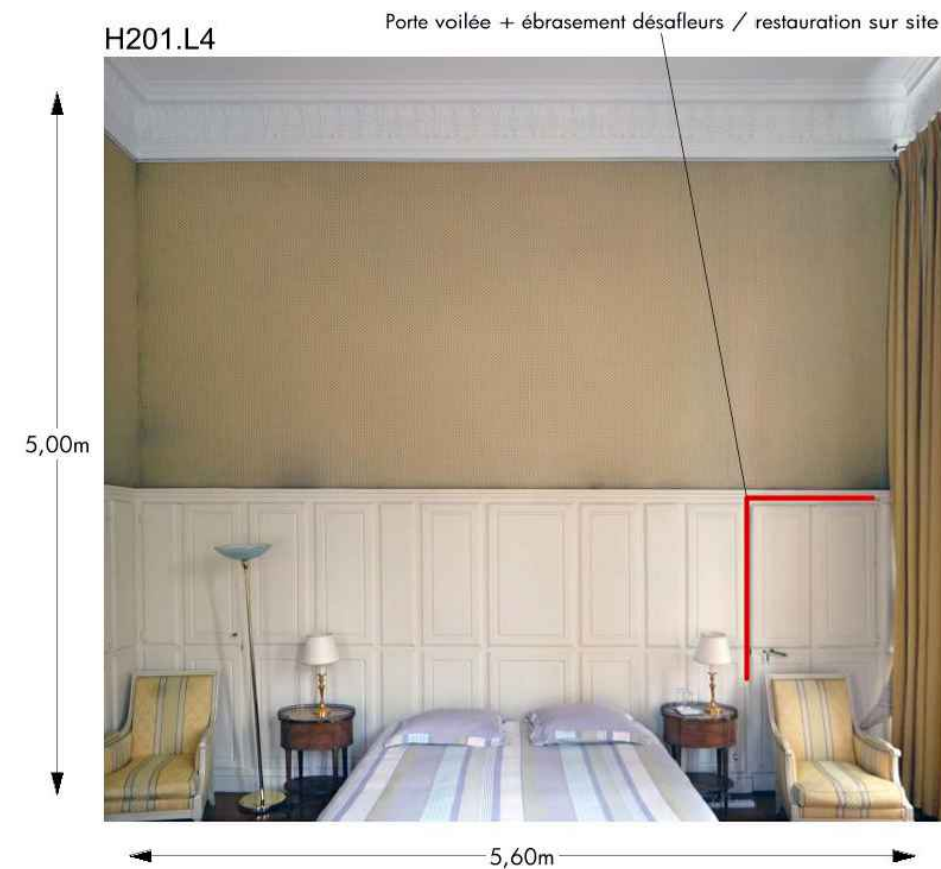 Porte voilée + ébrasement désafleurs / restauration sur site
H201.L4
5,00m
5,60m